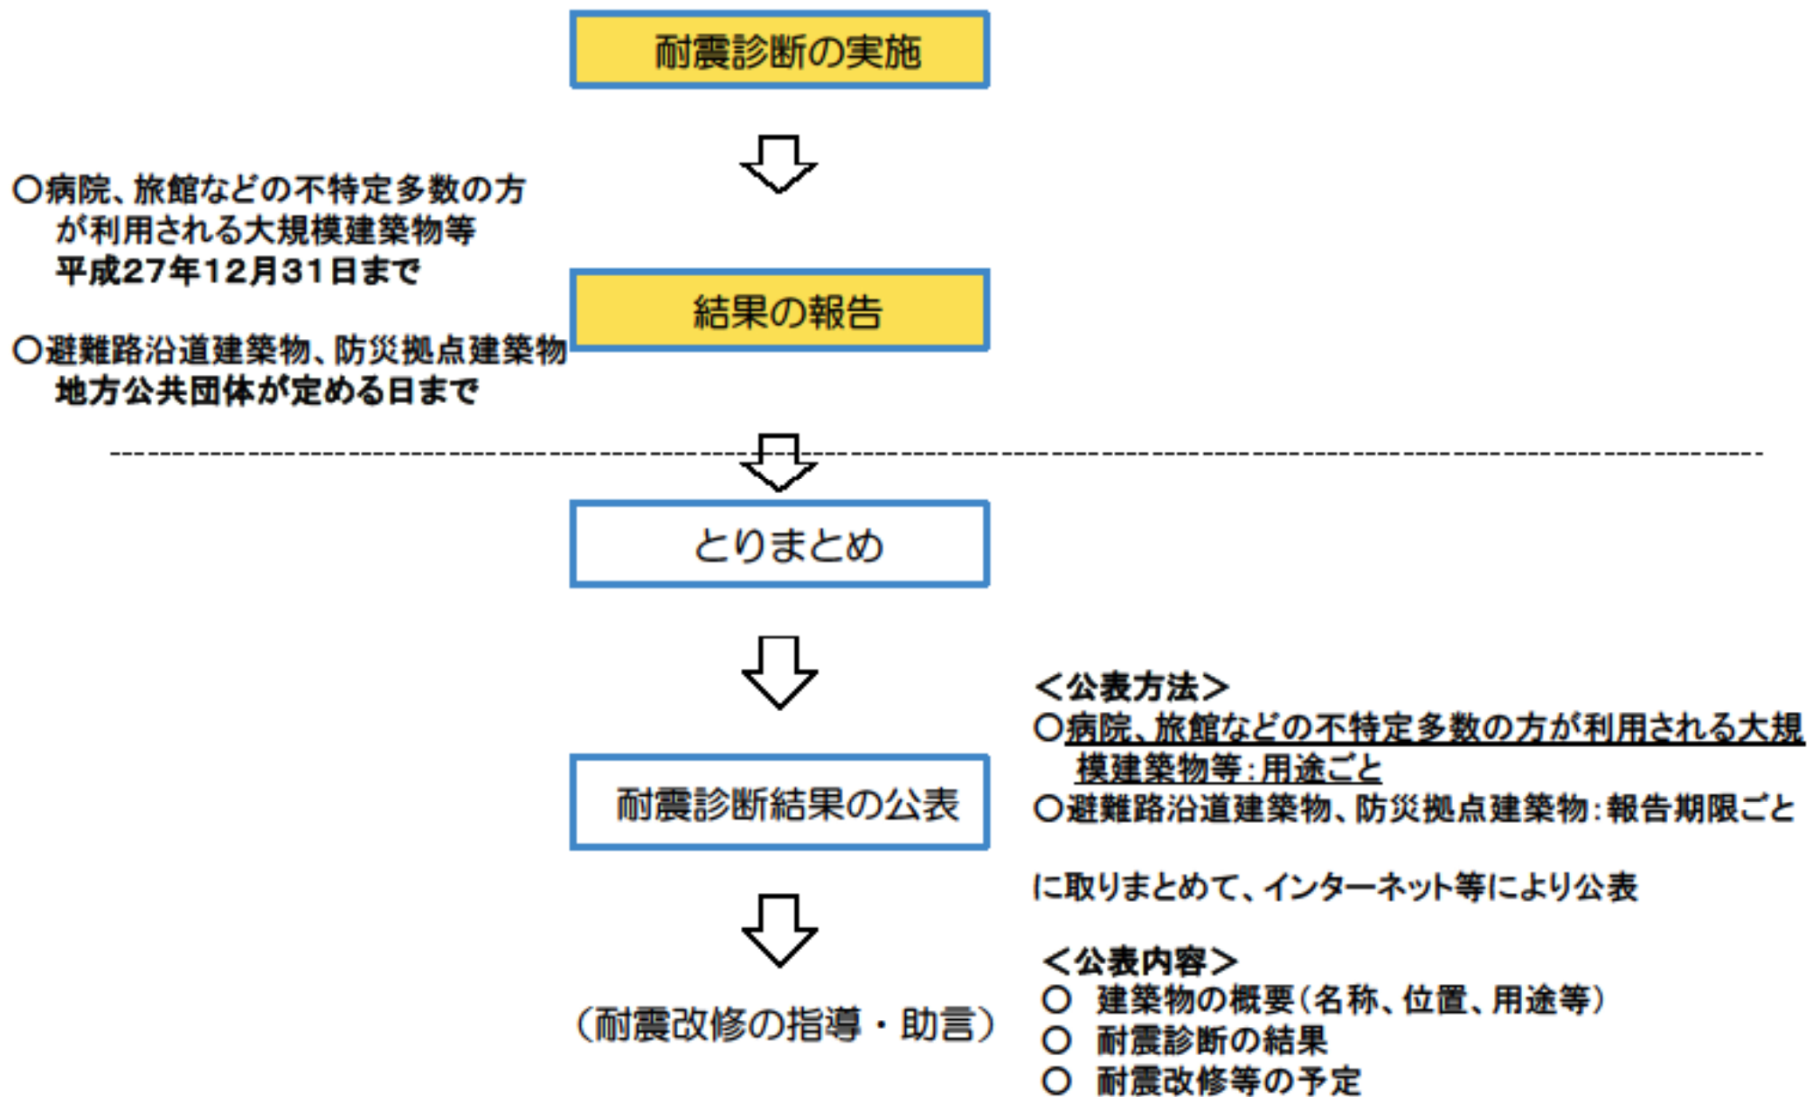 耐震診断の実施
○病院、旅館などの不特定多数の方
が利用される大規模建築物等
平成27年12月31日まで
結果の報告
○避難路沿道建築物、防災拠点建築物
地方公共団体が定める日まで
とりまとめ
耐震診断結果の公表
＜公表方法＞
○病院、旅館などの不特定多数の方が利用される大規
模建築物等：用途ごと
○避難路沿道建築物、防災拠点建築物：報告期限ごと
に取りまとめて、インターネット等により公表
（耐震改修の指導・助言）
＜公表内容＞
○ 建築物の概要（名称、位置、用途等）
○ 耐震診断の結果
○ 耐震改修等の予定